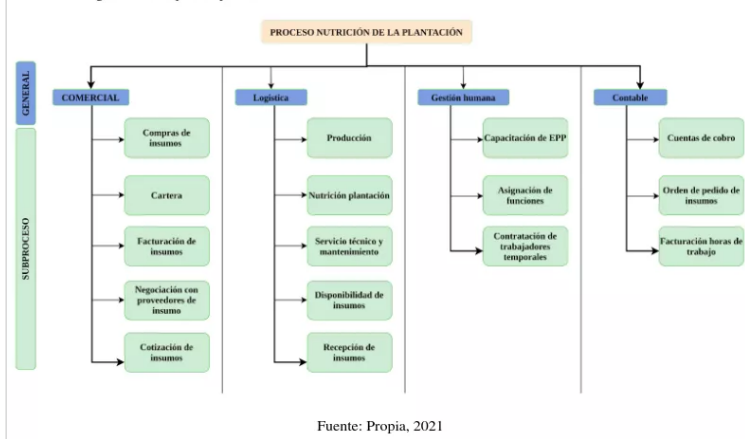 PROCESO NUTRICIÓN DE LA PLANTACIÓN
GENERAL
COMERCIAL
Logística
Gestión humana
Contable
SUBPROCESO
Compras de
insumos
Cartera
Facturación de
insumos
Negociación con
proveedores de
insumo
Cotización de
insumos
Producción
Nutrición plantación
Servicio técnico y
mantenimiento
Disponibilidad de
insumos
Recepción de
insumos
Capacitación de EPP
Asignación de
funciones
Contratación de
trabajadores
temporales
Cuentas de cobro
Orden de pedido de
insumos
Facturación horas de
trabajo
Fuente: Propia, 2021